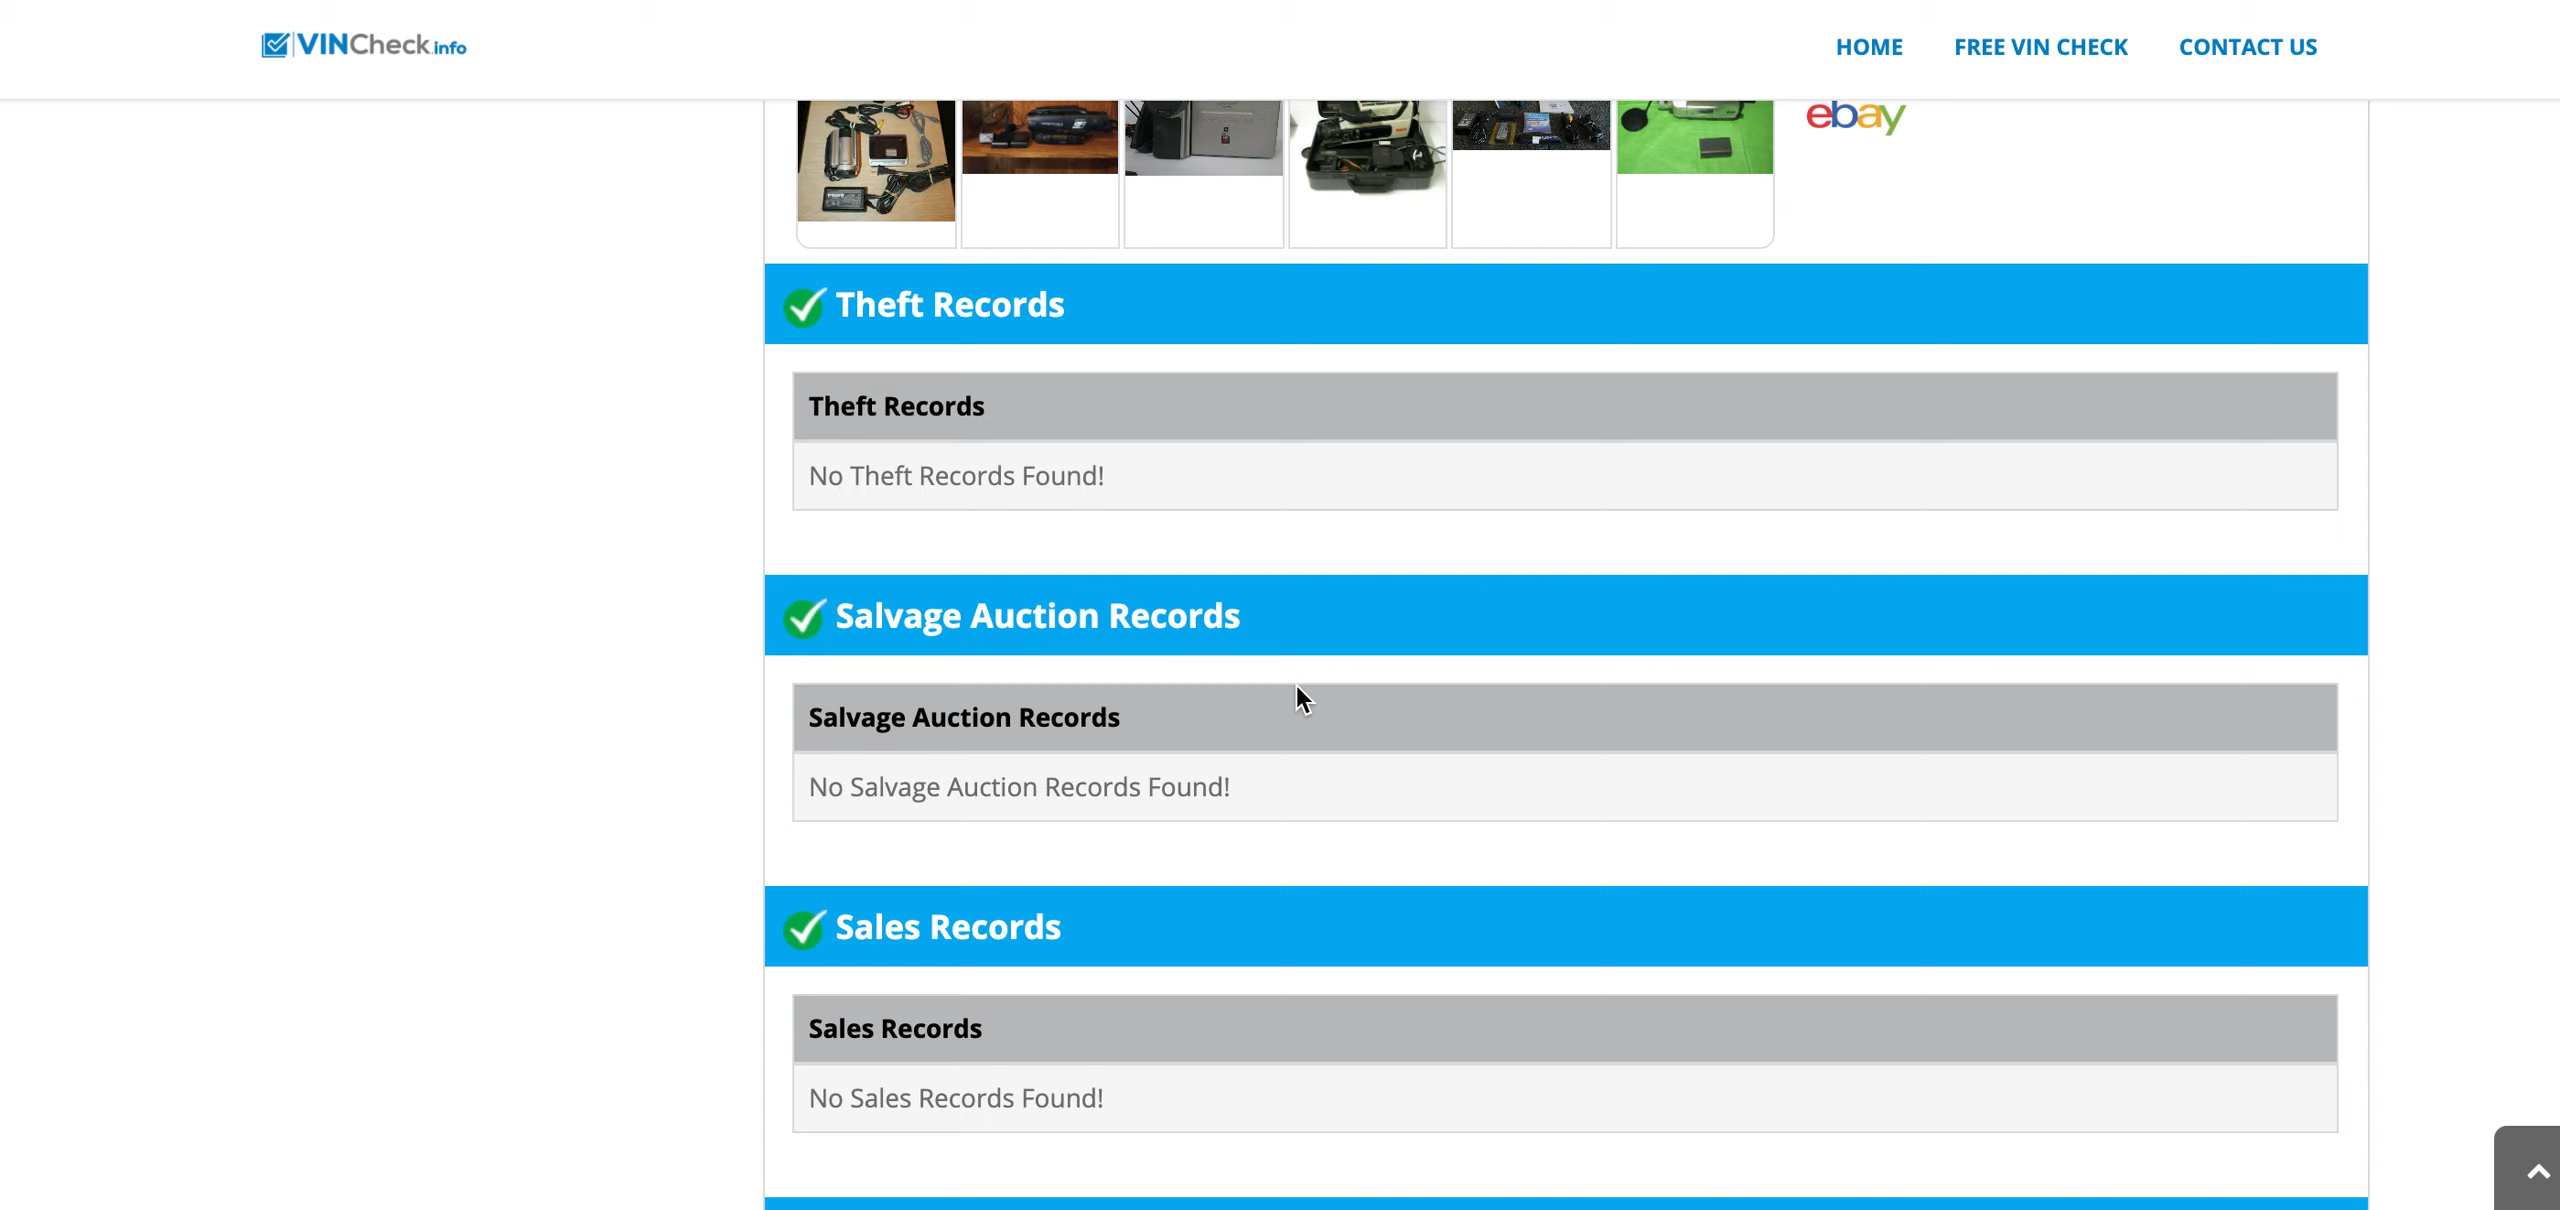 VINCheck.info
HOME FREE VIN CHECK CONTACT US
ebay
Theft Records
Theft Records
No Theft Records Found!
Salvage Auction Records
Salvage Auction Records
No Salvage Auction Records Found!
Sales Records
Sales Records
No Sales Records Found!